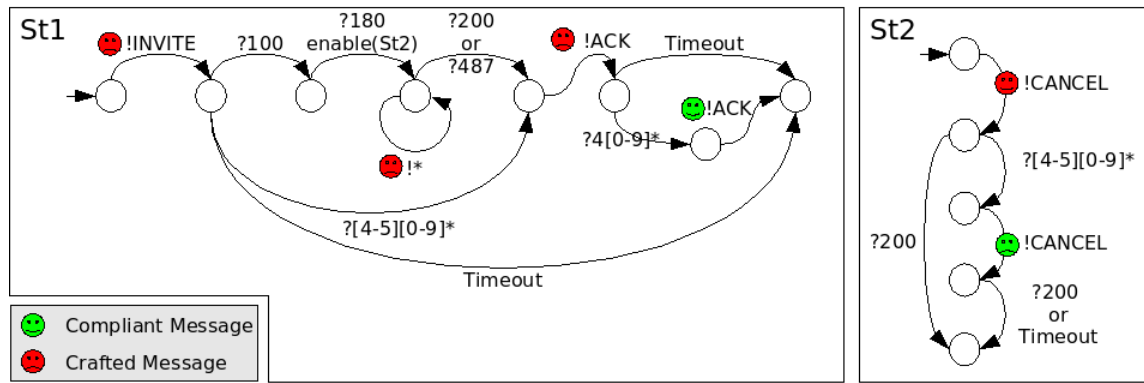 St1
!INVITE
?100
?180
enable(St2)
?200
or
?487
!ACK
Timeout
!ACK
?4[0-9]*
!*
?[4-5][0-9]*
Timeout
Compliant Message
Crafted Message
St2
!CANCEL
?[4-5][0-9]*
?200
!CANCEL
?200
or
Timeout